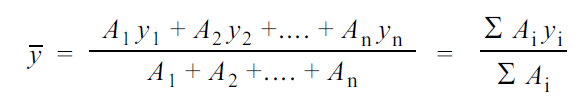 ȳ = (A₁y₁ + A₂y₂ +.... + Aₙyₙ) / (A₁ + A₂ +.... + Aₙ) = Σ Aᵢyᵢ / Σ Aᵢ